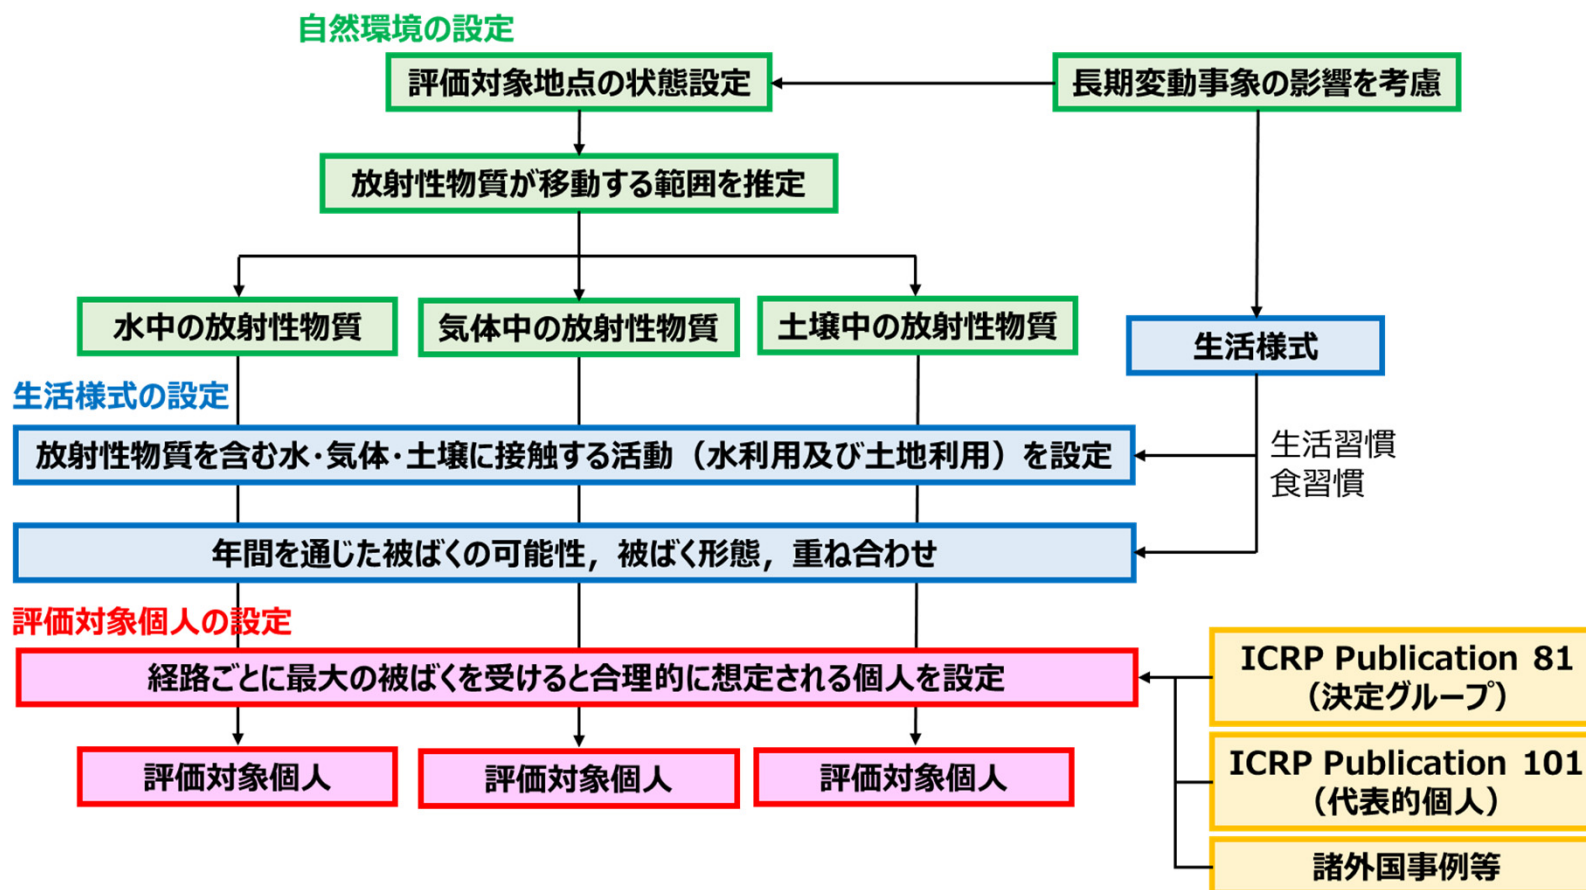 自然環境の設定
評価対象地点の状態設定
長期変動事象の影響を考慮
放射性物質が移動する範囲を推定
水中の放射性物質
気体中の放射性物質
土壌中の放射性物質
生活様式
生活様式の設定
放射性物質を含む水・気体・土壌に接触する活動（水利用及び土地利用）を設定
生活習慣
食習慣
年間を通じた被ばくの可能性，被ばく形態，重ね合わせ
評価対象個人の設定
経路ごとに最大の被ばくを受けると合理的に想定される個人を設定
ICRP Publication 81
（決定グループ）
ICRP Publication 101
（代表的個人）
諸外国事例等
評価対象個人
評価対象個人
評価対象個人